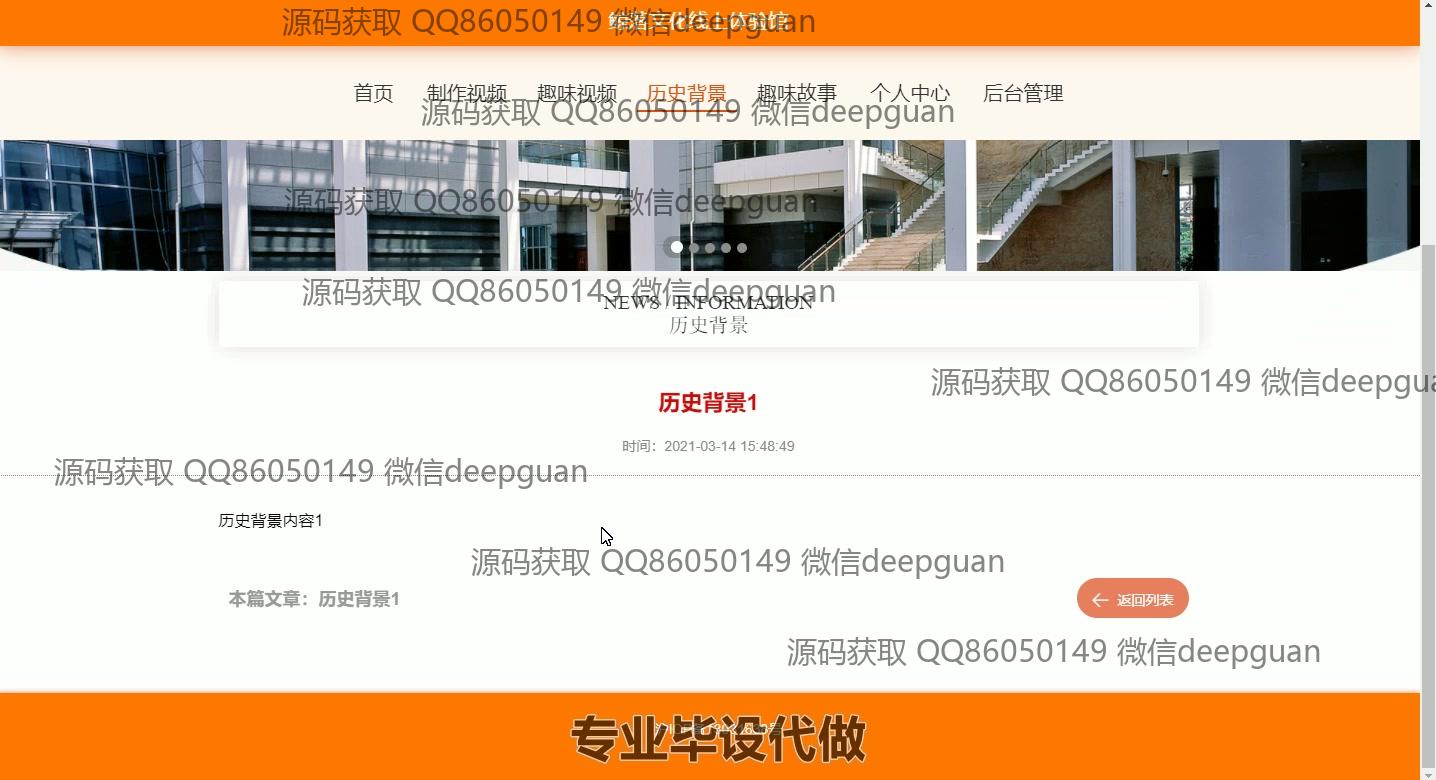 源码获取 QQ86050149 微信deepguan
文化线上体验馆
首页 制作视频 趣味视频 历史背景 趣味故事 个人中心 后台管理
源码获取 QQ86050149 微信deepguan
源码获取 QQ86050149 微信deepguan
源码获取 QQ86050149 微信deepguan
NEWS / INFORMATION
历史背景
源码获取 QQ86050149 微信deepgua
历史背景1
时间：2021-03-14 15:48:49
源码获取 QQ86050149 微信deepguan
历史背景内容1
源码获取 QQ86050149 微信deepguan
本篇文章：历史背景1
返回列表
源码获取 QQ86050149 微信deepguan
专业毕设代做